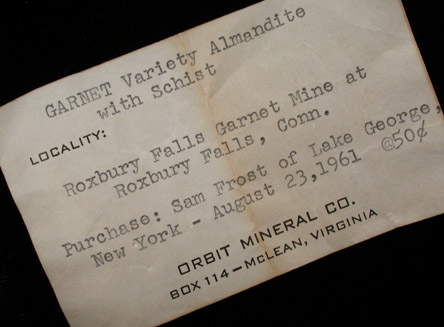 GARNET Variety Almandite
with Schist
LOCALITY:
Roxbury Falls Garnet Mine at
Roxbury Falls, Conn.
Purchase: Sam Frost of Lake George,
New York - August 23,1961 @50¢
ORBIT MINERAL CO.
BOX 114 – McLEAN, VIRGINIA